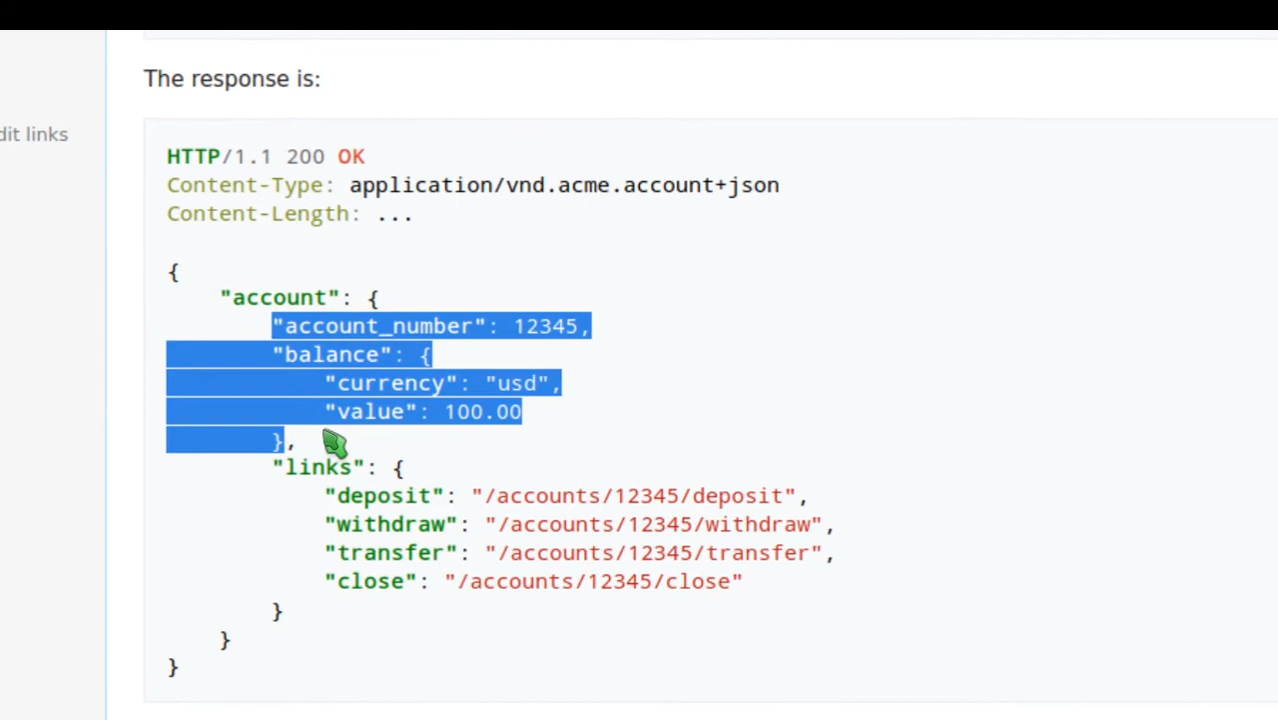 The response is:
dit links
HTTP/1.1 200 OK
Content-Type: application/vnd.acme.account+json
Content-Length: ...
{
    "account": {
        "account_number": 12345,
        "balance": {
            "currency": "usd",
            "value": 100.00
        },
        "links": {
            "deposit": "/accounts/12345/deposit",
            "withdraw": "/accounts/12345/withdraw",
            "transfer": "/accounts/12345/transfer",
            "close": "/accounts/12345/close"
        }
    }
}